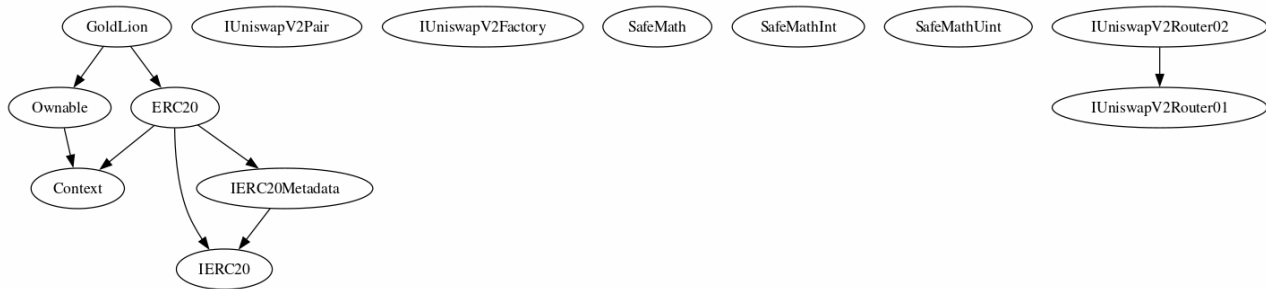 GoldLion
IUniswapV2Pair
IUniswapV2Factory
SafeMath
SafeMathInt
SafeMathUint
IUniswapV2Router02
Ownable
ERC20
IUniswapV2Router01
Context
IERC20Metadata
IERC20